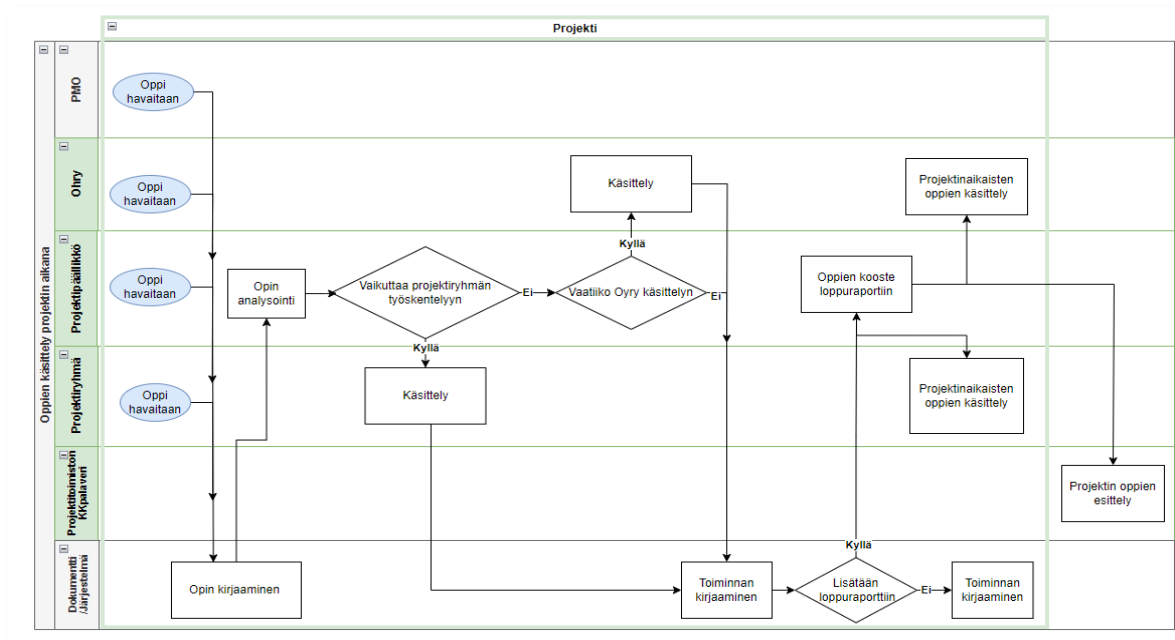 Projekti
Oppien käsittely projektin aikana
PMO
Oppi
havaitaan
Ohry
Oppi
havaitaan
Käsittely
Projektinaikaisten
oppien käsittely
Kyllä
Projektipäällikkö
Oppi
havaitaan
Opin
analysointi
Vaikuttaa projektiryhmän
työskentelyyn
Ei
Vaatiiko Oyry käsittelyn
Ei
Oppien kooste
loppuraportiin
Kyllä
Projektiryhmä
Oppi
havaitaan
Käsittely
Projektinaikaisten
oppien käsittely
Projektitoimiston
KKpalaveri
Projektin oppien
esittely
Kyllä
Dokumentti
/Järjestelmä
Opin kirjaaminen
Toiminnan
kirjaaminen
Lisätään
loppuraporttiin
Ei
Toiminnan
kirjaaminen